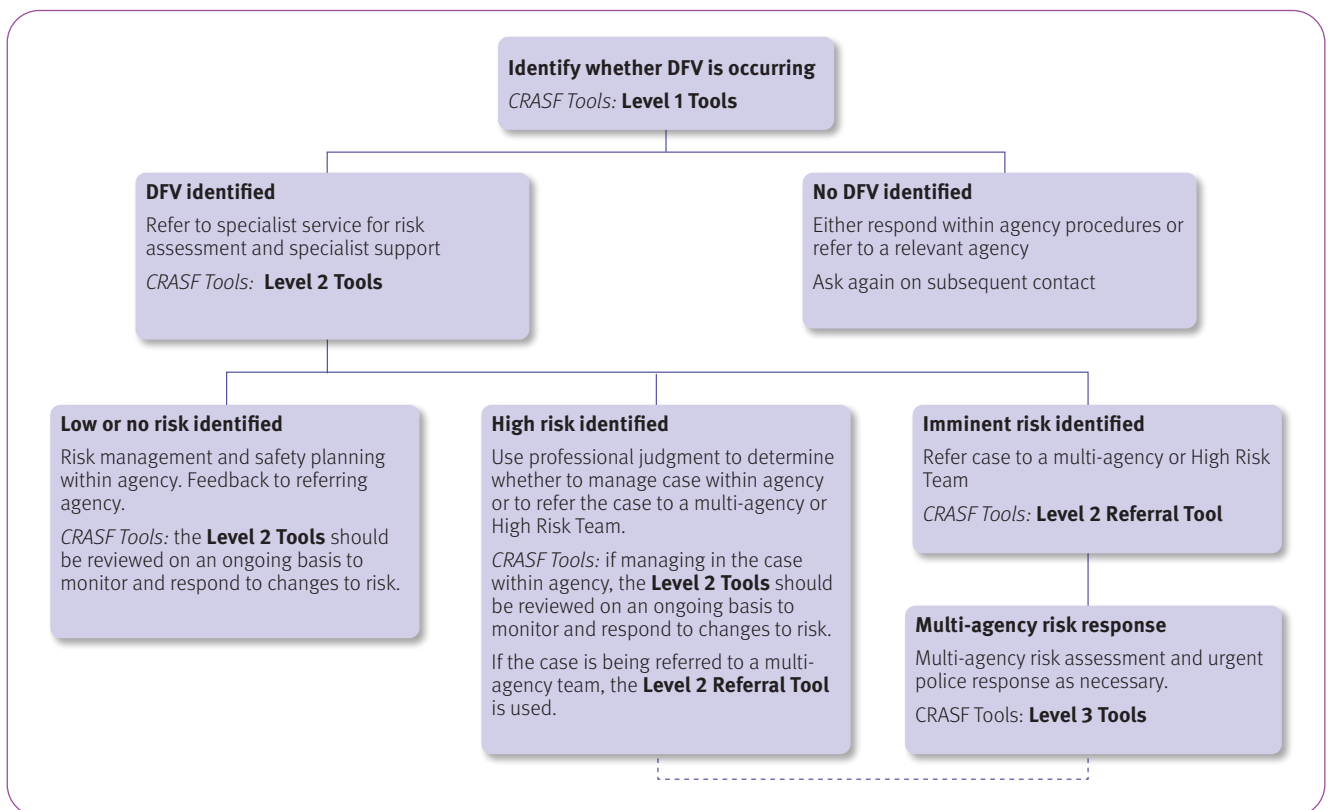 Identify whether DFV is occurring
CRASF Tools: Level 1 Tools
DFV identified
Refer to specialist service for risk
assessment and specialist support
CRASF Tools: Level 2 Tools
No DFV identified
Either respond within agency procedures or
refer to a relevant agency
Ask again on subsequent contact
Low or no risk identified
Risk management and safety planning
within agency. Feedback to referring
agency.
CRASF Tools: the Level 2 Tools should
be reviewed on an ongoing basis to
monitor and respond to changes to risk.
High risk identified
Use professional judgment to determine
whether to manage case within agency
or to refer the case to a multi-agency or
High Risk Team.
CRASF Tools: if managing in the case
within agency, the Level 2 Tools should
be reviewed on an ongoing basis to
monitor and respond to changes to risk.
If the case is being referred to a multi-
agency team, the Level 2 Referral Tool
is used.
Imminent risk identified
Refer case to a multi-agency or High Risk
Team
CRASF Tools: Level 2 Referral Tool
Multi-agency risk response
Multi-agency risk assessment and urgent
police response as necessary.
CRASF Tools: Level 3 Tools